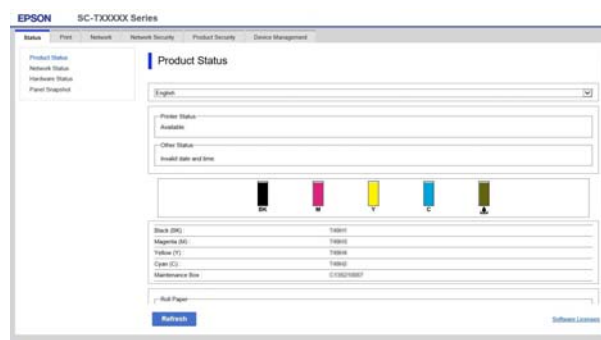 EPSON SC-TXXXXX Series
Status Print Network Network Security Product Security Device Management
Product Status
Network Status
Hardware Status
Panel Snapshot
Product Status
English
Printer Status
Available
Other Status
Invalid date and time
BK M Y C
Black (BK) :
Magenta (M) :
Yellow (Y) :
Cyan (C) :
Maintenance Box :
Roll Paper
Refresh
Software Licenses